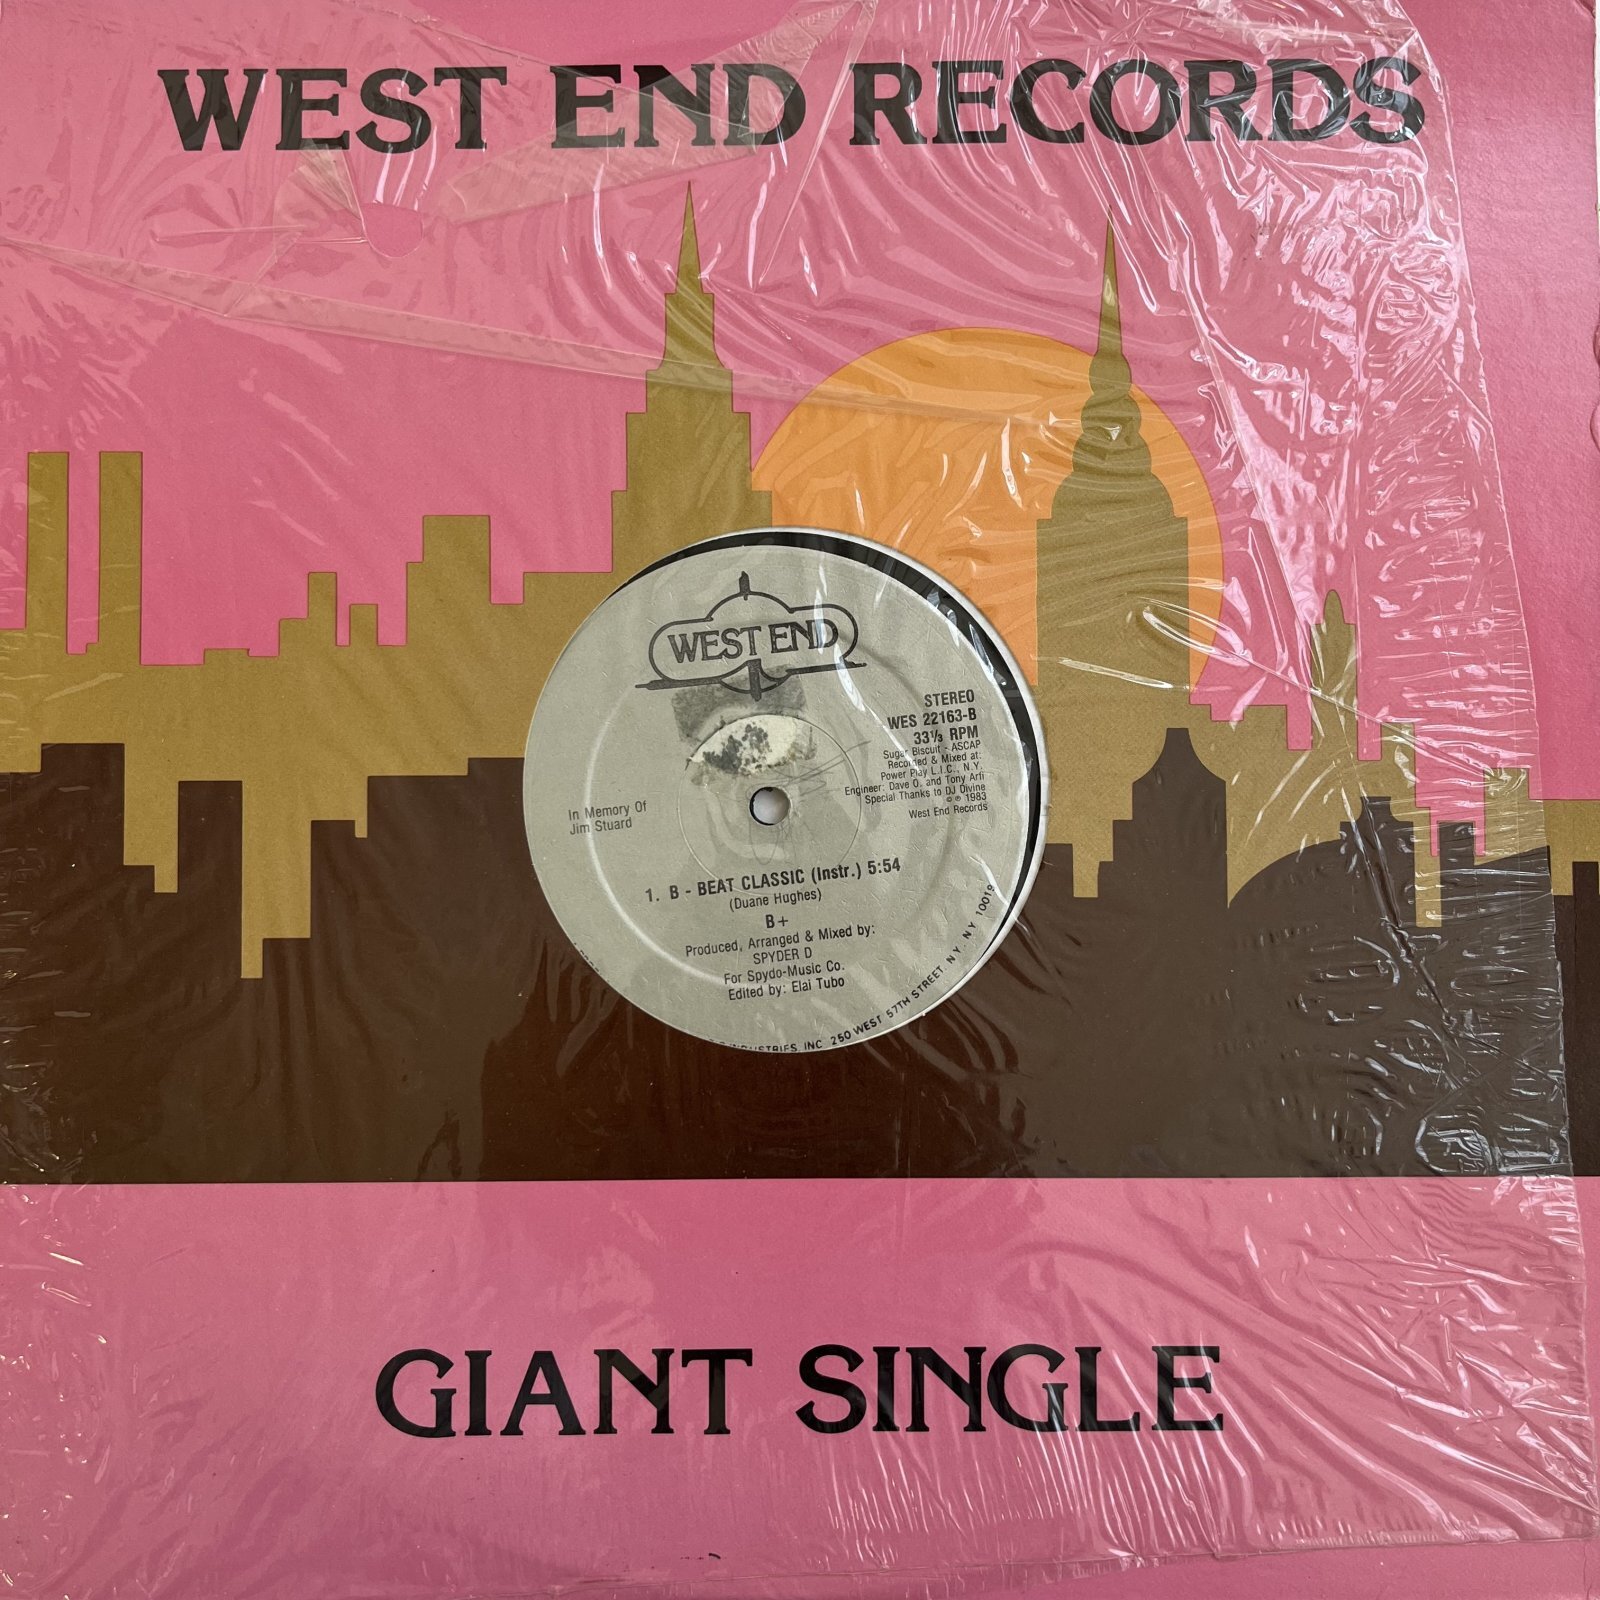 WEST END RECORDS
WEST END
STEREO
WES 22163-B
33⅓ RPM
Sugar Biscuit - ASCAP
Recorded & Mixed at:
Power Play L.I.C., N.Y.
Engineer: Dave O. and Tony Arfi
Special Thanks to DJ Divine
© ℗ 1983
West End Records
In Memory Of
Jim Stuard
1. B - BEAT CLASSIC (Instr.) 5:54
(Duane Hughes)
B+
Produced, Arranged & Mixed by:
SPYDER D
For Spydo-Music Co.
Edited by: Elai Tubo
INDUSTRIES, INC 250 WEST 57TH STREET, N.Y. N.Y. 10019
GIANT SINGLE